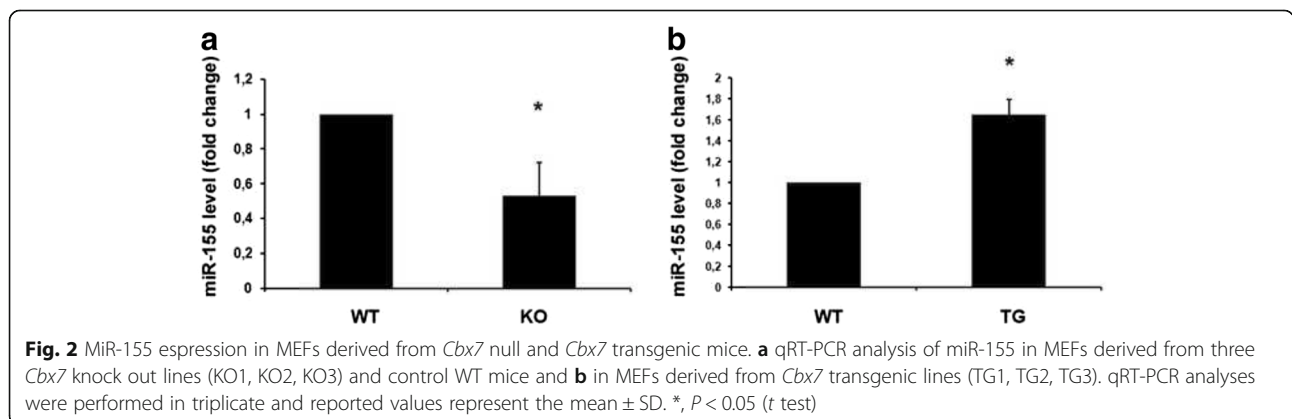 a
b
miR-155 level (fold change)
1,2
1
0,8
0,6
0,4
0,2
0
*
WT
KO
miR-155 level (fold change)
2
1,8
1,6
1,4
1,2
1
0,8
0,6
0,4
0,2
0
*
WT
TG
Fig. 2 MiR-155 espression in MEFs derived from Cbx7 null and Cbx7 transgenic mice. a qRT-PCR analysis of miR-155 in MEFs derived from three
Cbx7 knock out lines (KO1, KO2, KO3) and control WT mice and b in MEFs derived from Cbx7 transgenic lines (TG1, TG2, TG3). qRT-PCR analyses
were performed in triplicate and reported values represent the mean ± SD. *, P < 0.05 (t test)